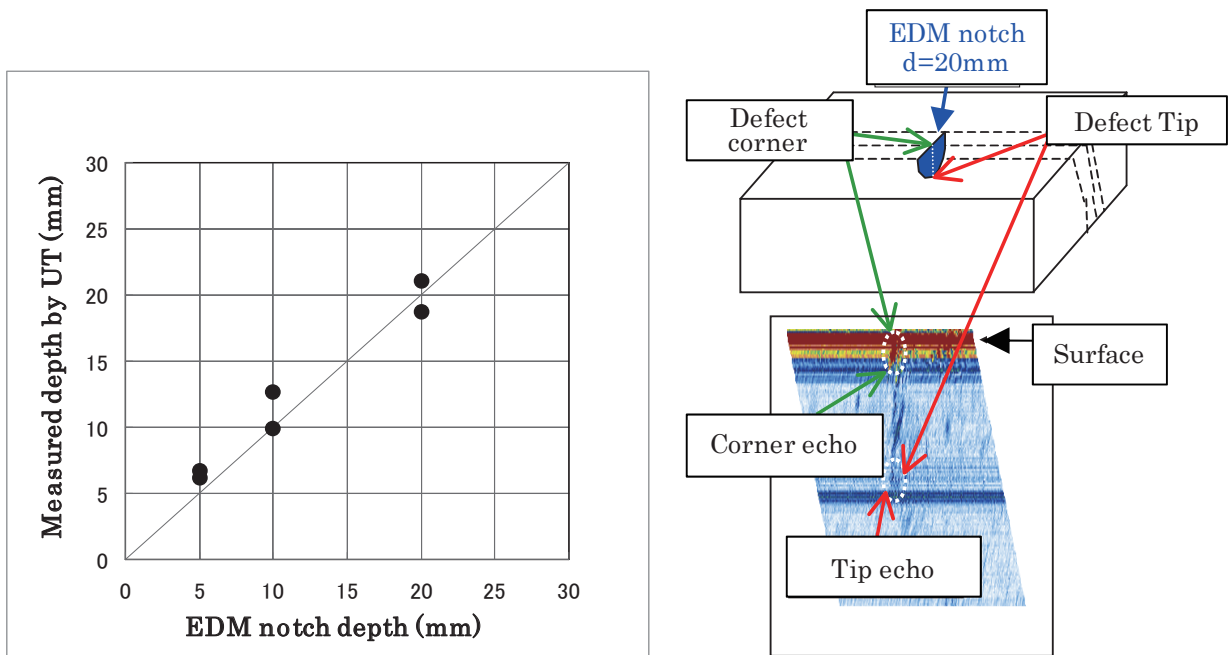 Measured depth by UT (mm)
30
25
20
15
10
5
0
0 5 10 15 20 25 30
EDM notch depth (mm)
EDM notch
d=20mm
Defect
corner
Defect Tip
Surface
Corner echo
Tip echo